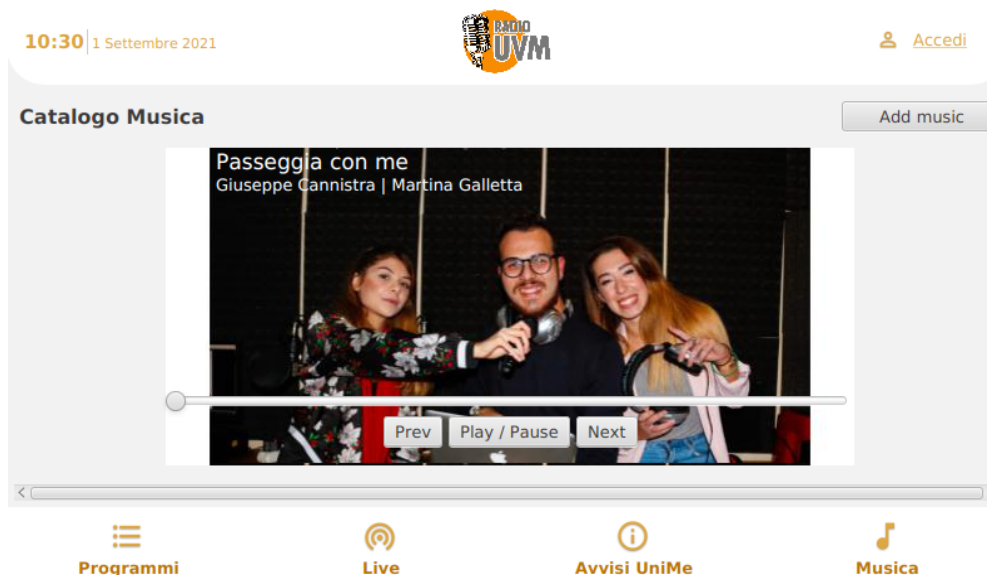 10:30 1 Settembre 2021
RADIO
UVM
Accedi
Catalogo Musica
Add music
Passeggia con me
Giuseppe Cannistra | Martina Galletta
Prev
Play / Pause
Next
Programmi
Live
Avvisi UniMe
Musica